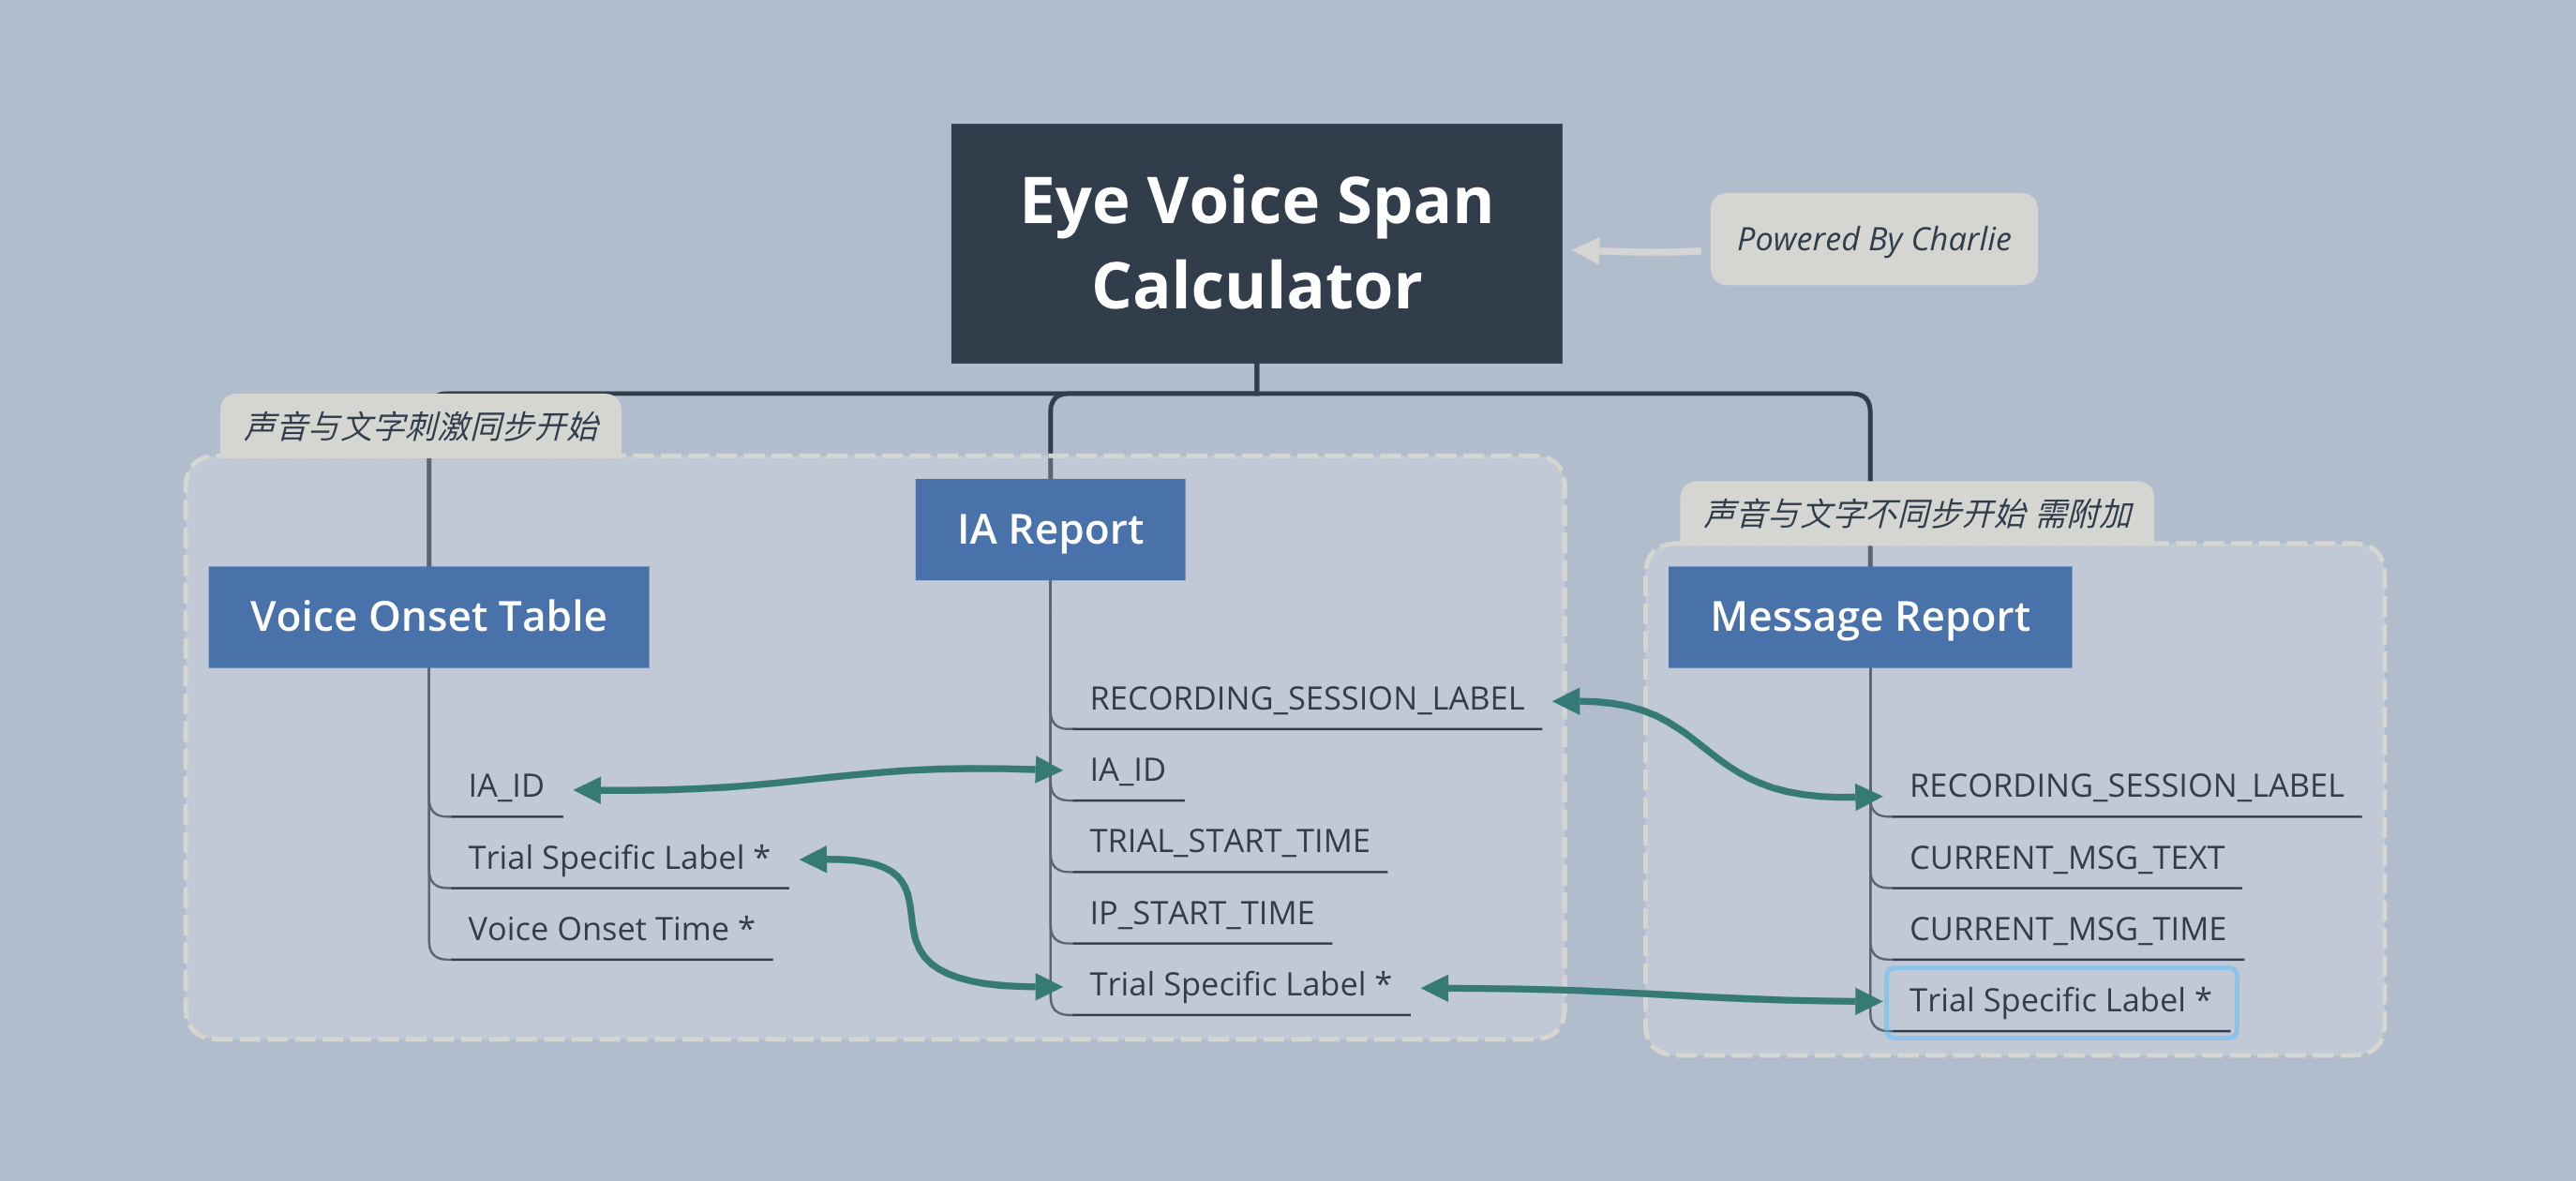 Eye Voice Span
Calculator
Powered By Charlie
声音与文字刺激同步开始
Voice Onset Table
IA_ID
Trial Specific Label *
Voice Onset Time *
IA Report
RECORDING_SESSION_LABEL
IA_ID
TRIAL_START_TIME
IP_START_TIME
Trial Specific Label *
声音与文字不同步开始 需附加
Message Report
RECORDING_SESSION_LABEL
CURRENT_MSG_TEXT
CURRENT_MSG_TIME
Trial Specific Label *